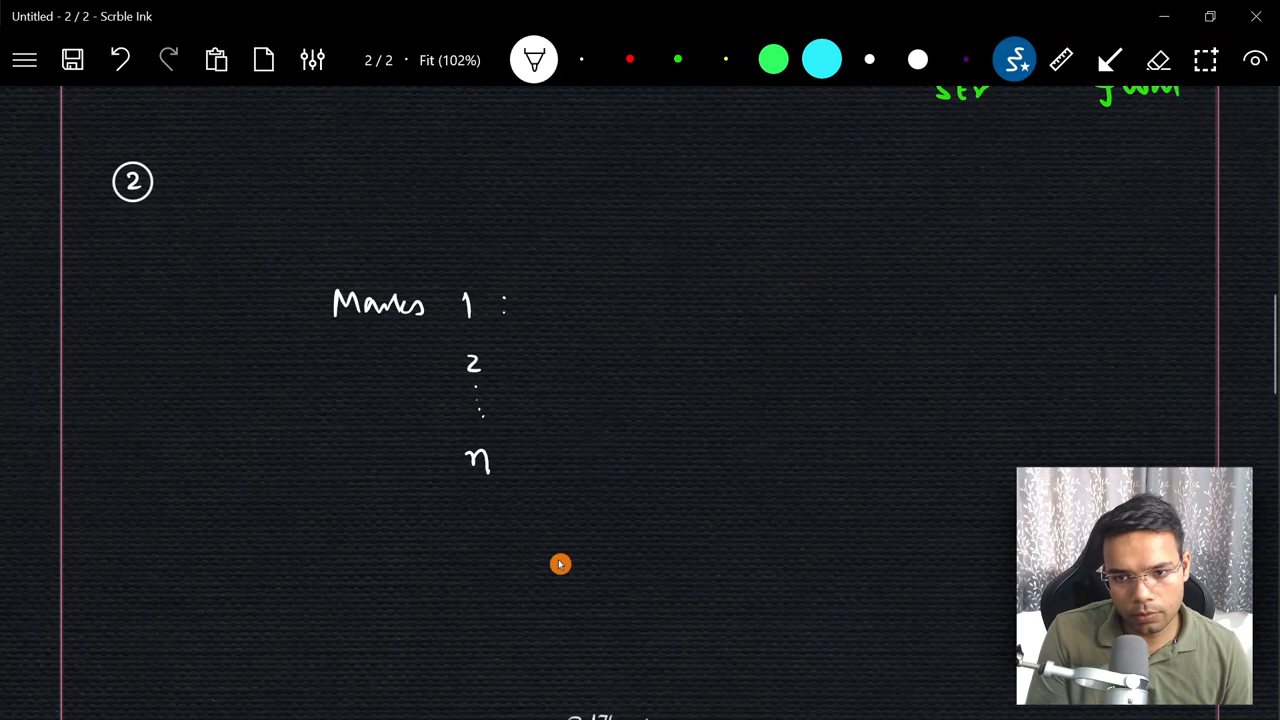 Untitled - 2 / 2 - Scrble Ink
2 / 2 · Fit (102%)
2
Marks 1 :
2
n